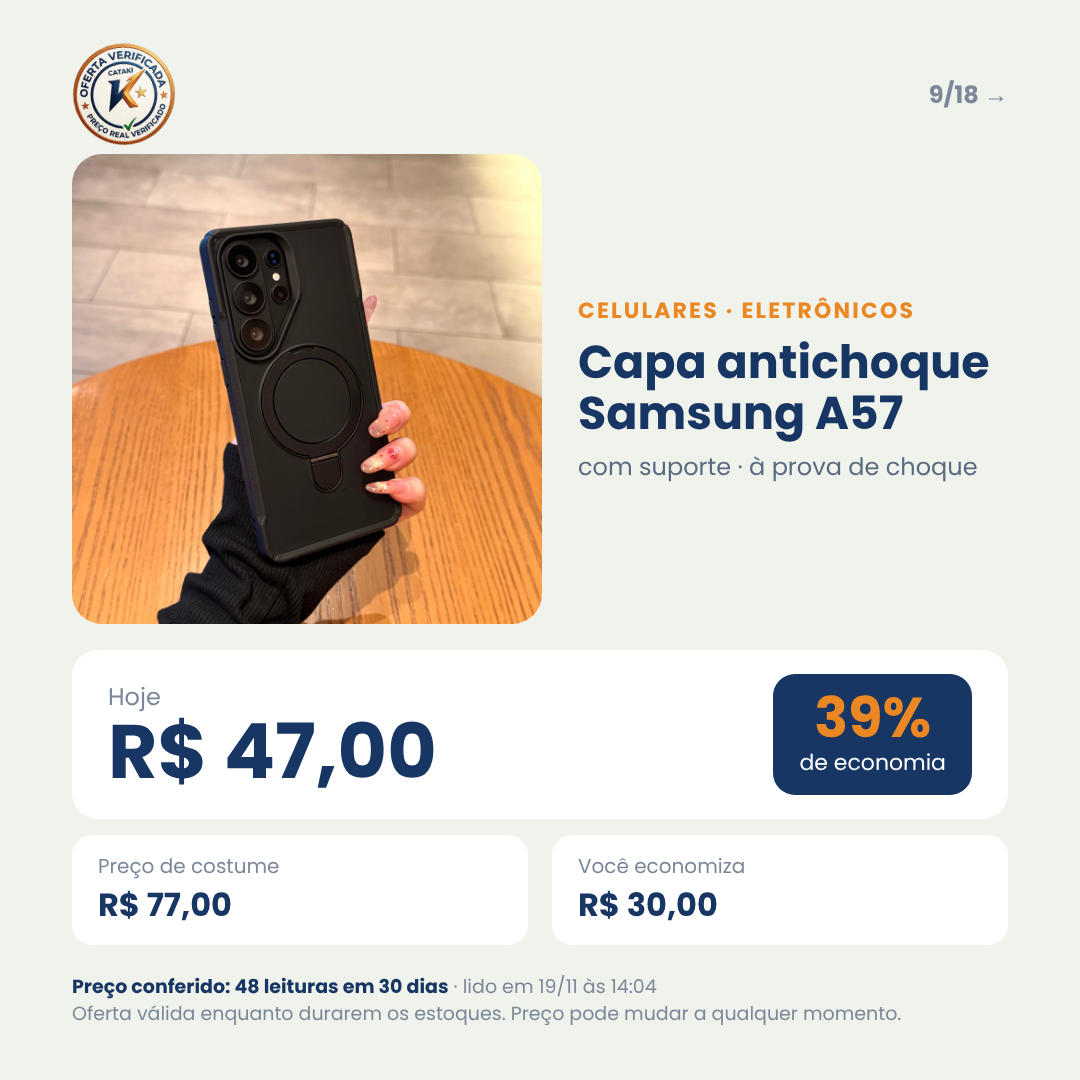 OFERTA VERIFICADA
CATAKI
K
PREÇO REAL VERIFICADO
9/18 →
CELULARES · ELETRÔNICOS
Capa antichoque
Samsung A57
com suporte · à prova de choque
Hoje
R$ 47,00
39%
de economia
Preço de costume
R$ 77,00
Você economiza
R$ 30,00
Preço conferido: 48 leituras em 30 dias · lido em 19/11 às 14:04
Oferta válida enquanto durarem os estoques. Preço pode mudar a qualquer momento.